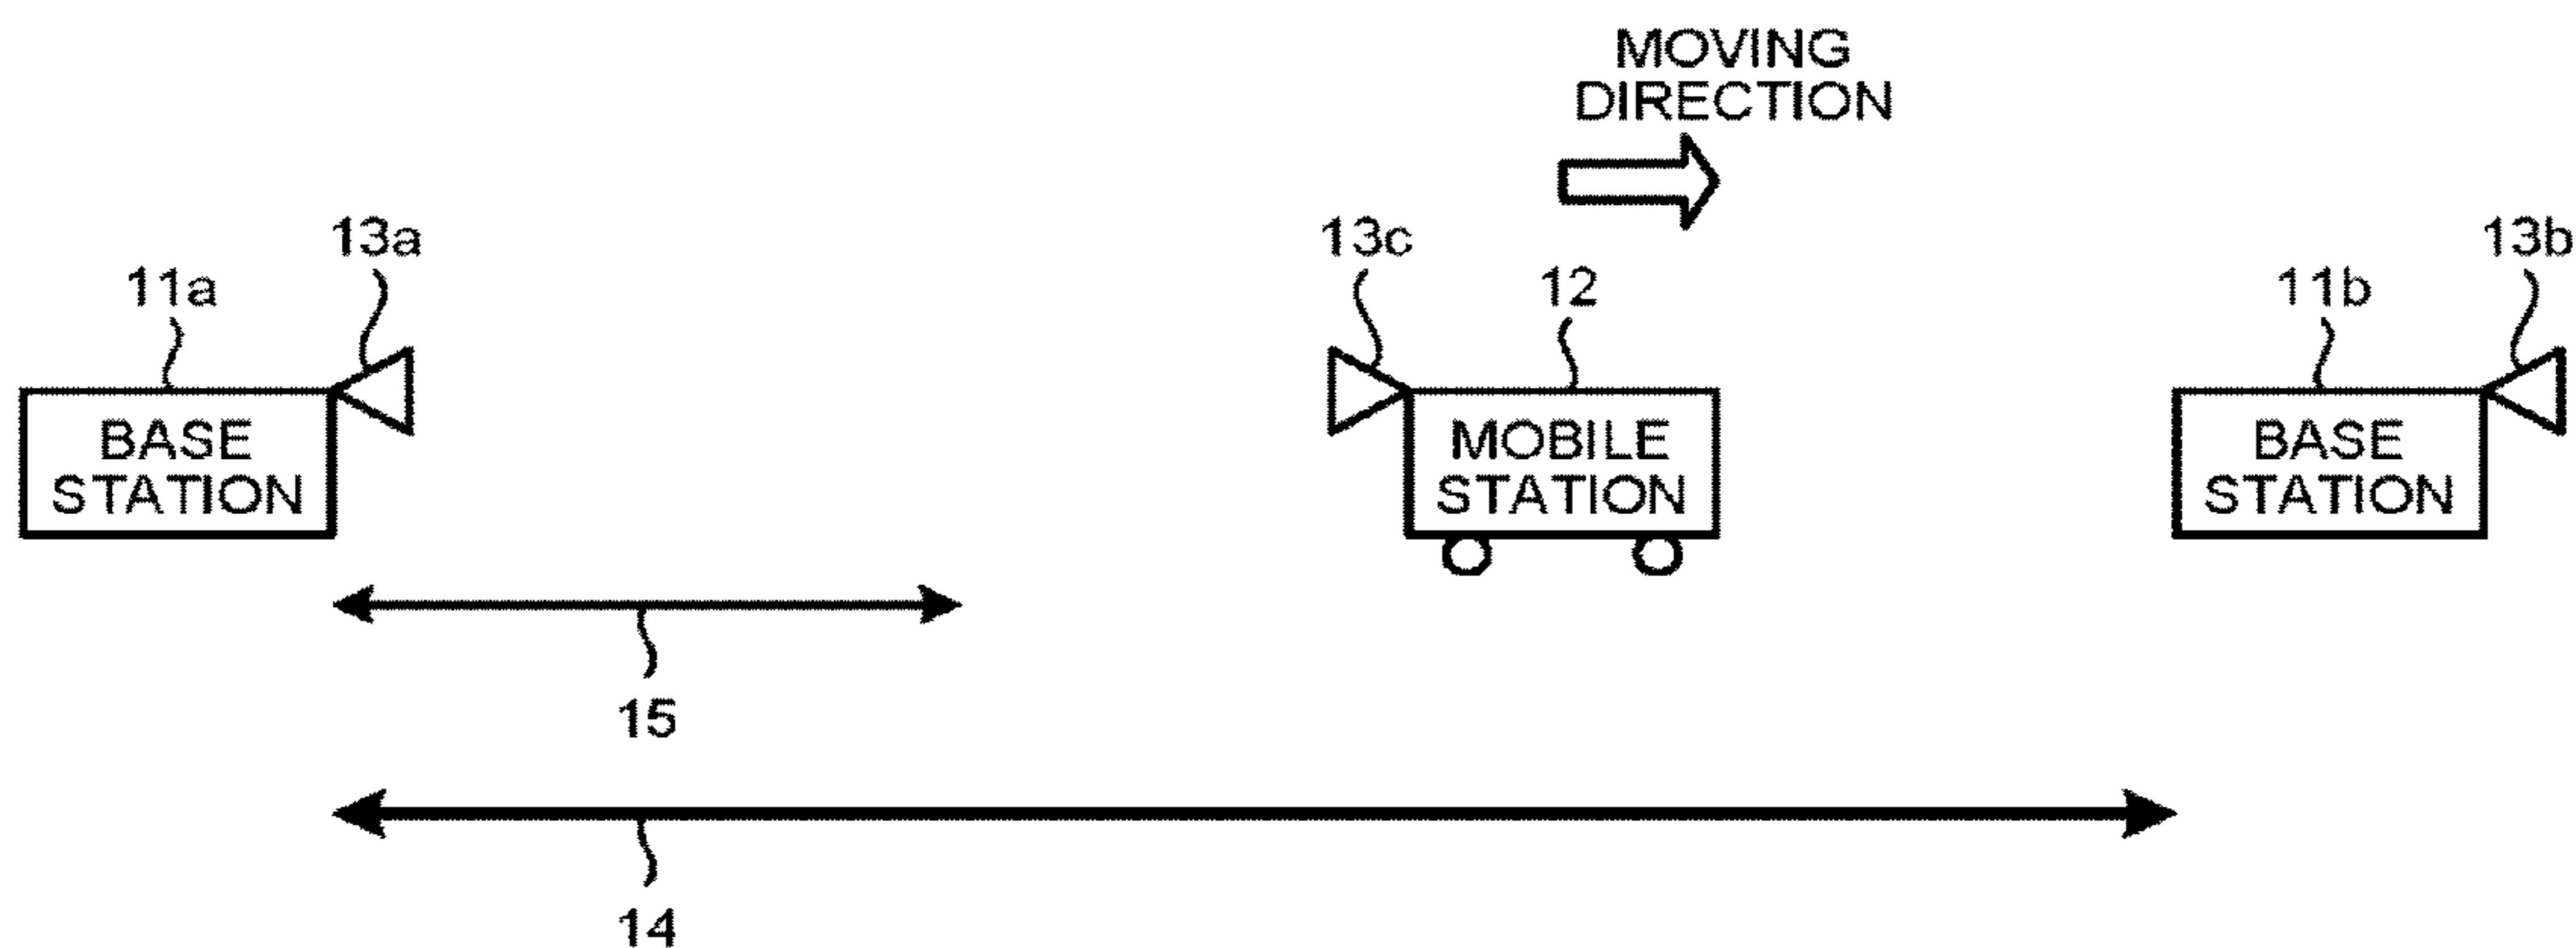 MOVING
DIRECTION
13a
13c
13b
11a
12
11b
BASE
STATION
MOBILE
STATION
BASE
STATION
15
14